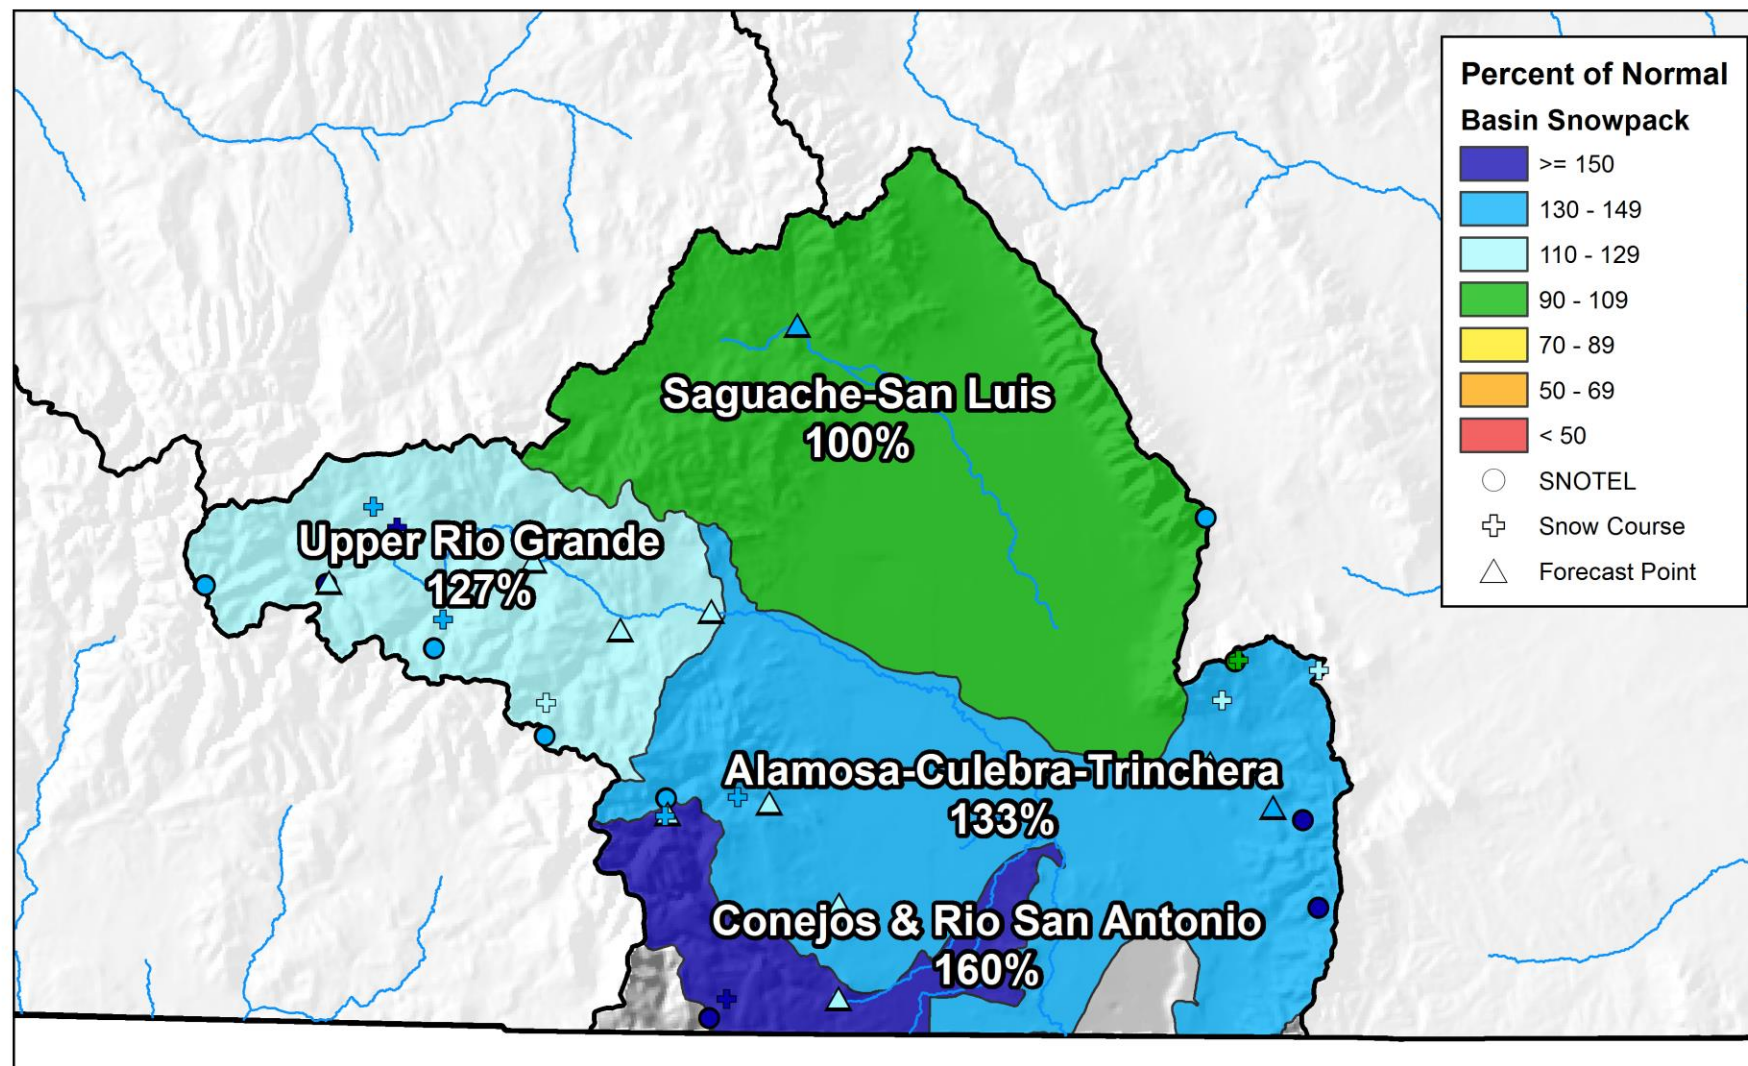 Percent of Normal
Basin Snowpack
>= 150
130 - 149
110 - 129
90 - 109
70 - 89
50 - 69
< 50
SNOTEL
Snow Course
Forecast Point
Saguache-San Luis
100%
Upper Rio Grande
127%
Alamosa-Culebra-Trinchera
133%
Conejos & Rio San Antonio
160%